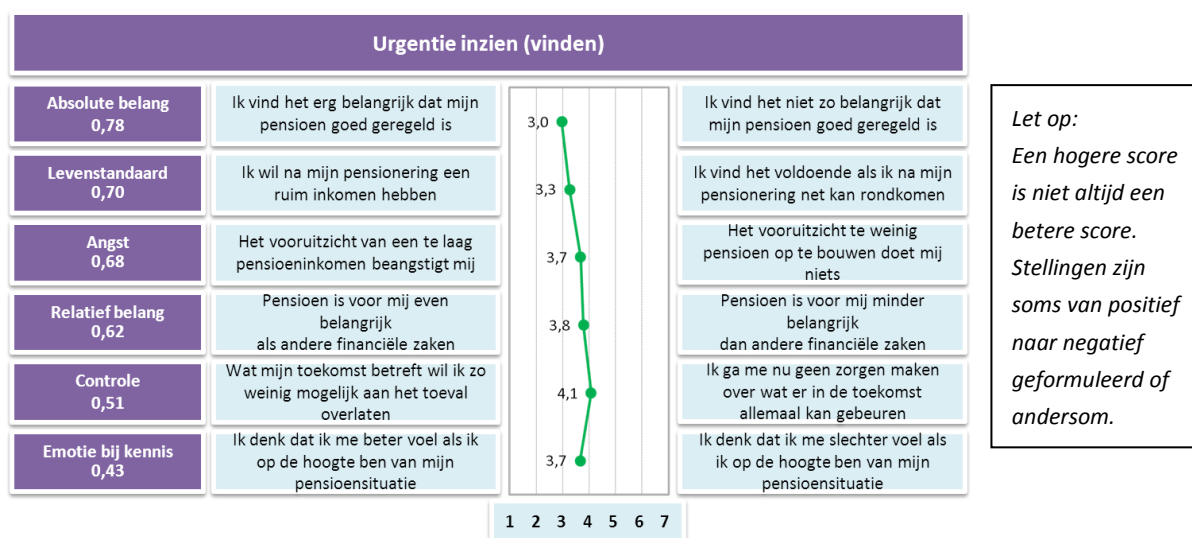 Urgentie inzien (vinden)
Absolute belang
0,78
Ik vind het erg belangrijk dat mijn
pensioen goed geregeld is
3,0
Ik vind het niet zo belangrijk dat
mijn pensioen goed geregeld is
Levenstandaard
0,70
Ik wil na mijn pensionering een
ruim inkomen hebben
3,3
Ik vind het voldoende als ik na mijn
pensionering net kan rondkomen
Angst
0,68
Het vooruitzicht van een te laag
pensioeninkomen beangstigt mij
3,7
Het vooruitzicht te weinig
pensioen op te bouwen doet mij
niets
Relatief belang
0,62
Pensioen is voor mij even
belangrijk
als andere financiële zaken
3,8
Pensioen is voor mij minder
belangrijk
dan andere financiële zaken
Controle
0,51
Wat mijn toekomst betreft wil ik zo
weinig mogelijk aan het toeval
overlaten
4,1
Ik ga me nu geen zorgen maken
over wat er in de toekomst
allemaal kan gebeuren
Emotie bij kennis
0,43
Ik denk dat ik me beter voel als ik
op de hoogte ben van mijn
pensioensituatie
3,7
Ik denk dat ik me slechter voel als
ik op de hoogte ben van mijn
pensioensituatie
1 2 3 4 5 6 7
Let op:
Een hogere score
is niet altijd een
betere score.
Stellingen zijn
soms van positief
naar negatief
geformuleerd of
andersom.